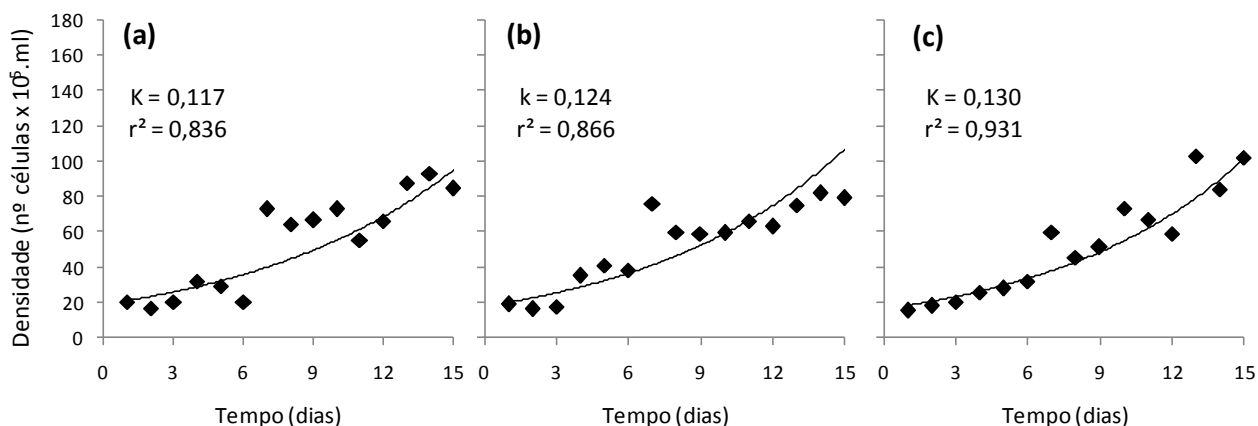 (a)
(b)
(c)
K = 0,117
r² = 0,836
k = 0,124
r² = 0,866
K = 0,130
r² = 0,931
Densidade (nº células x 10⁵.ml)
180
160
140
120
100
80
60
40
20
0
0 3 6 9 12 15
0 3 6 9 12 15
0 3 6 9 12 15
Tempo (dias)
Tempo (dias)
Tempo (dias)